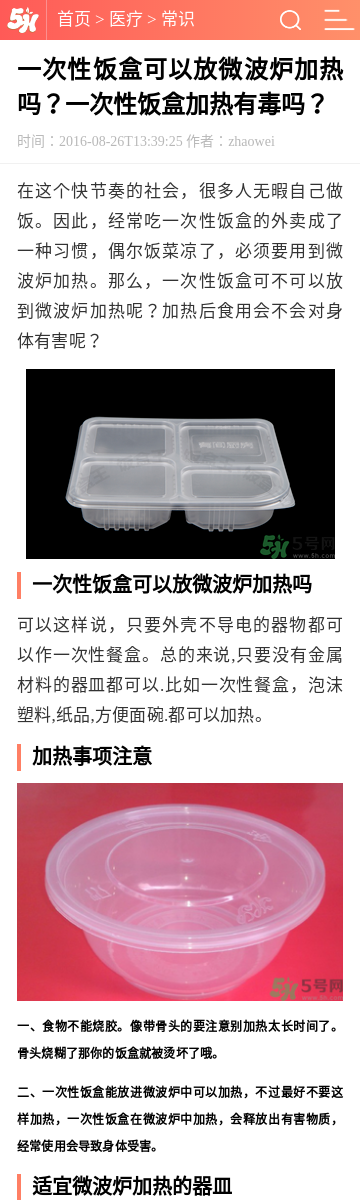 5H
首页 > 医疗 > 常识
一次性饭盒可以放微波炉加热
吗？一次性饭盒加热有毒吗？
时间：2016-08-26T13:39:25 作者：zhaowei
在这个快节奏的社会，很多人无暇自己做
饭。因此，经常吃一次性饭盒的外卖成了
一种习惯，偶尔饭菜凉了，必须要用到微
波炉加热。那么，一次性饭盒可不可以放
到微波炉加热呢？加热后食用会不会对身
体有害呢？
5H 5号网
www.5h.com
一次性饭盒可以放微波炉加热吗
可以这样说，只要外壳不导电的器物都可
以作一次性餐盒。总的来说,只要没有金属
材料的器皿都可以.比如一次性餐盒，泡沫
塑料,纸品,方便面碗.都可以加热。
加热事项注意
5H 5号网
www.5h.com
一、食物不能烧胶。像带骨头的要注意别加热太长时间了。
骨头烧糊了那你的饭盒就被烫坏了哦。
二、一次性饭盒能放进微波炉中可以加热，不过最好不要这
样加热，一次性饭盒在微波炉中加热，会释放出有害物质，
经常使用会导致身体受害。
适宜微波炉加热的器皿